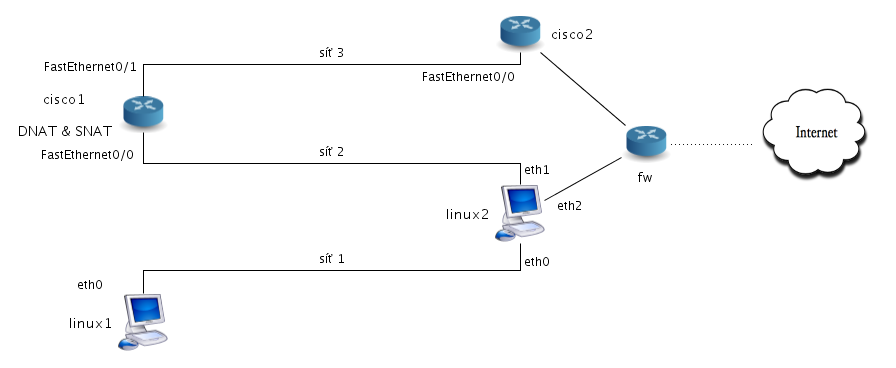 cisco2
síť 3
FastEthernet0/1
FastEthernet0/0
cisco1
DNAT & SNAT
FastEthernet0/0
síť 2
Internet
eth1
fw
linux2
eth2
síť 1
eth0
eth0
linux1